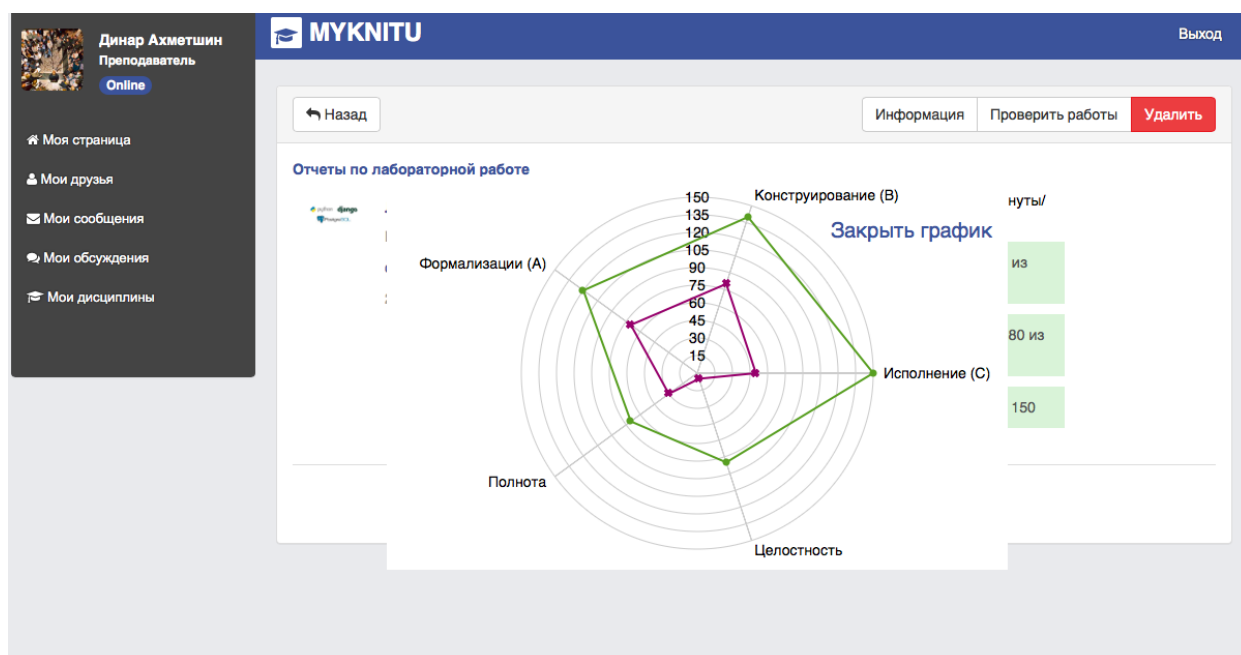 Динар Ахметшин
Преподаватель
Online
Моя страница
Мои друзья
Мои сообщения
Мои обсуждения
Мои дисциплины
MYKNITU
Выход
Назад
Информация
Проверить работы
Удалить
Отчеты по лабораторной работе
Конструирование (B)
Закрыть график
Формализации (A)
Исполнение (C)
Полнота
Целостность
150
135
120
105
90
75
60
45
30
15
нуты/
из
80 из
150